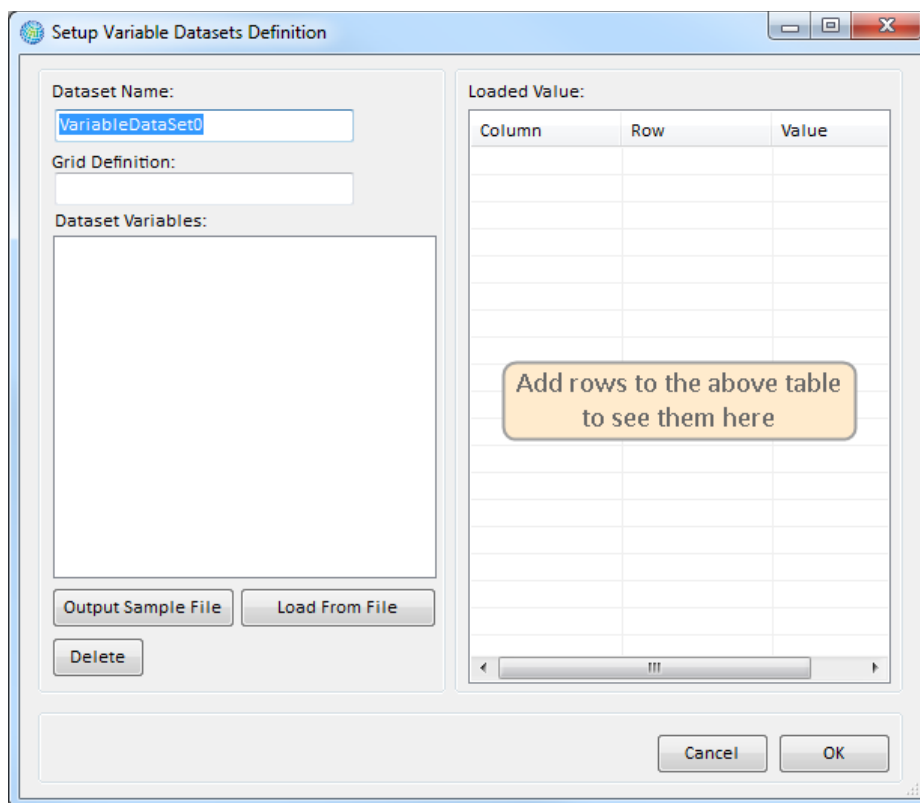 Setup Variable Datasets Definition
Dataset Name:
VariableDataSet0
Grid Definition:
Dataset Variables:
Output Sample File
Load From File
Delete
Loaded Value:
Column Row Value
Add rows to the above table
to see them here
Cancel
OK